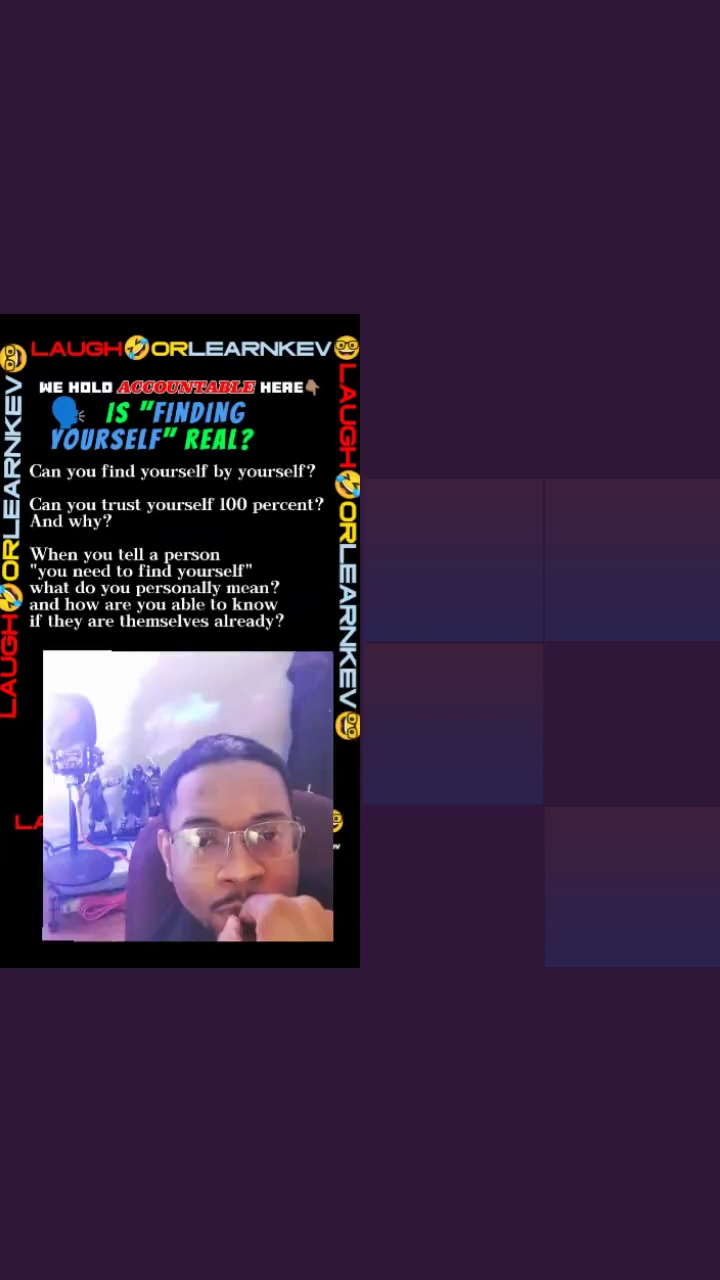 LAUGH🤣ORLEARNKEV🤓
WE HOLD ACCOUNTABLE HERE👇🏽
🗣 IS "FINDING
YOURSELF" REAL?
Can you find yourself by yourself?
Can you trust yourself 100 percent?
And why?
When you tell a person
"you need to find yourself"
what do you personally mean?
and how are you able to know
if they are themselves already?
LAUGH🤣ORLEARNKEV🤓
LAUGH🤣ORLEARNKEV🤓
LA